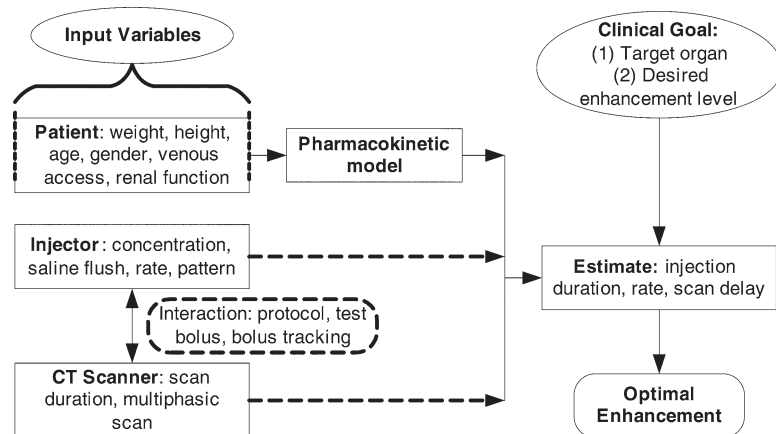 Input Variables
Patient: weight, height,
age, gender, venous
access, renal function
Pharmacokinetic
model
Injector : concentration,
saline flush, rate, pattern
Interaction: protocol, test
bolus, bolus tracking
CT Scanner: scan
duration, multiphasic
scan
Clinical Goal:
(1) Target organ
(2) Desired
enhancement level
Estimate: injection
duration, rate, scan delay
Optimal
Enhancement